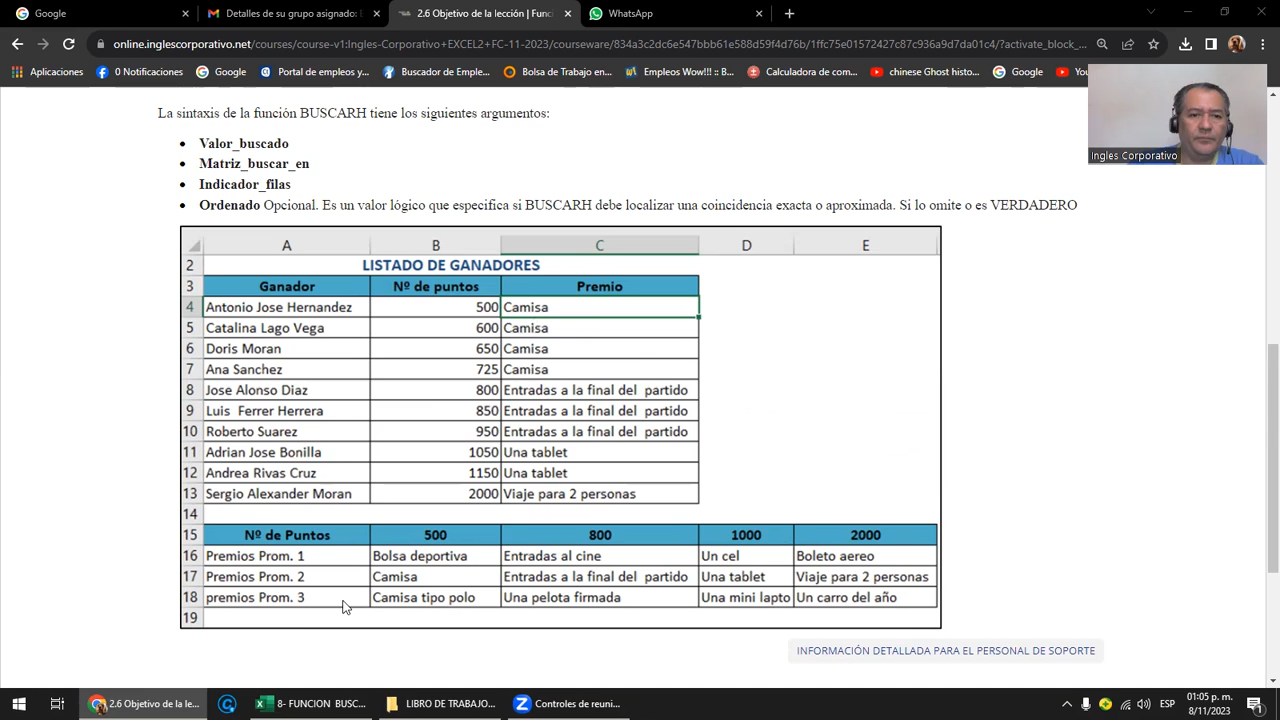 Google
Detalles de su grupo asignado:
2.6 Objetivo de la lección | Funci
WhatsApp
online.inglescorporativo.net/courses/course-v1:Ingles-Corporativo+EXCEL2+FC-11-2023/courseware/834a3c2dc6e547bbb61e588d59f4d76b/1ffc75e01572427c87c936a9d7da01c4/?activate_block_...
Aplicaciones
0 Notificaciones
Google
Portal de empleos y...
Buscador de Emple...
Bolsa de Trabajo en...
Empleos Wow!!! :: B...
Calculadora de com...
chinese Ghost histo...
Google
You
La sintaxis de la función BUSCARH tiene los siguientes argumentos:
Ingles Corporativo
• Valor_buscado
• Matriz_buscar_en
• Indicador_filas
• Ordenado Opcional. Es un valor lógico que especifica si BUSCARH debe localizar una coincidencia exacta o aproximada. Si lo omite o es VERDADERO
A B C D E
2 LISTADO DE GANADORES
3 Ganador Nº de puntos Premio
4 Antonio Jose Hernandez 500 Camisa
5 Catalina Lago Vega 600 Camisa
6 Doris Moran 650 Camisa
7 Ana Sanchez 725 Camisa
8 Jose Alonso Diaz 800 Entradas a la final del partido
9 Luis Ferrer Herrera 850 Entradas a la final del partido
10 Roberto Suarez 950 Entradas a la final del partido
11 Adrian Jose Bonilla 1050 Una tablet
12 Andrea Rivas Cruz 1150 Una tablet
13 Sergio Alexander Moran 2000 Viaje para 2 personas
14
15 Nº de Puntos 500 800 1000 2000
16 Premios Prom. 1 Bolsa deportiva Entradas al cine Un cel Boleto aereo
17 Premios Prom. 2 Camisa Entradas a la final del partido Una tablet Viaje para 2 personas
18 premios Prom. 3 Camisa tipo polo Una pelota firmada Una mini lapto Un carro del año
19
INFORMACIÓN DETALLADA PARA EL PERSONAL DE SOPORTE
2.6 Objetivo de la le...
8- FUNCION BUSC...
LIBRO DE TRABAJO...
Controles de reuni...
ESP
01:05 p. m.
8/11/2023